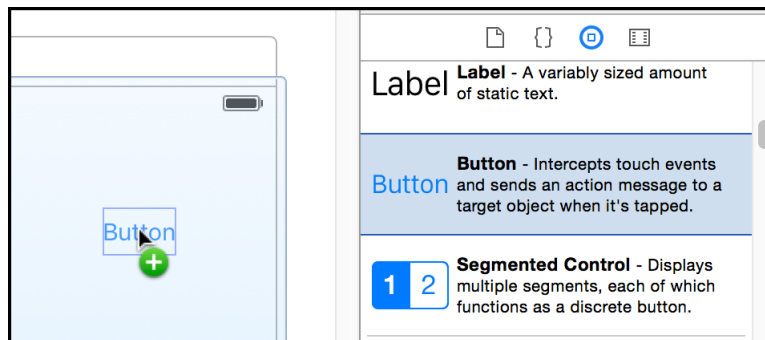 Button
Label
Label - A variably sized amount
of static text.
Button
Button - Intercepts touch events
and sends an action message to a
target object when it's tapped.
1 2
Segmented Control - Displays
multiple segments, each of which
functions as a discrete button.